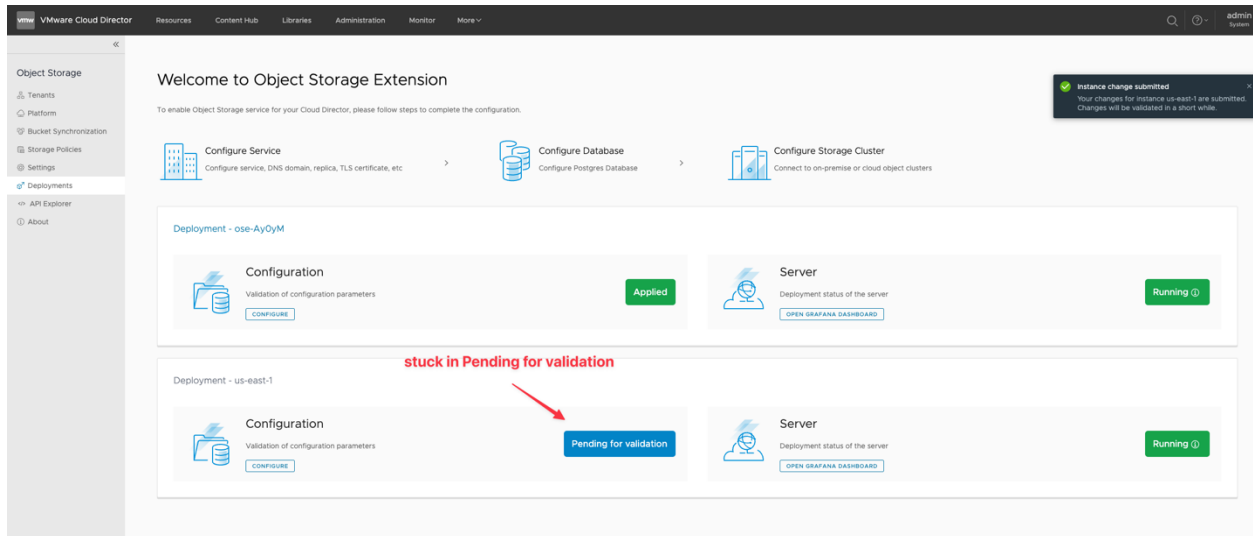 vmw VMware Cloud Director Resources Content Hub Libraries Administration Monitor More admin
System
Object Storage
Tenants
Platform
Bucket Synchronization
Storage Policies
Settings
Deployments
API Explorer
About
Welcome to Object Storage Extension
To enable Object Storage service for your Cloud Director, please follow steps to complete the configuration.
Instance change submitted
Your changes for instance us-east-1 are submitted.
Changes will be validated in a short while.
Configure Service
Configure service, DNS domain, replica, TLS certificate, etc
Configure Database
Configure Postgres Database
Configure Storage Cluster
Connect to on-premise or cloud object clusters
Deployment - ose-Ay0yM
Configuration
Validation of configuration parameters
CONFIGURE
Applied
Server
Deployment status of the server
OPEN GRAFANA DASHBOARD
Running
stuck in Pending for validation
Deployment - us-east-1
Configuration
Validation of configuration parameters
CONFIGURE
Pending for validation
Server
Deployment status of the server
OPEN GRAFANA DASHBOARD
Running